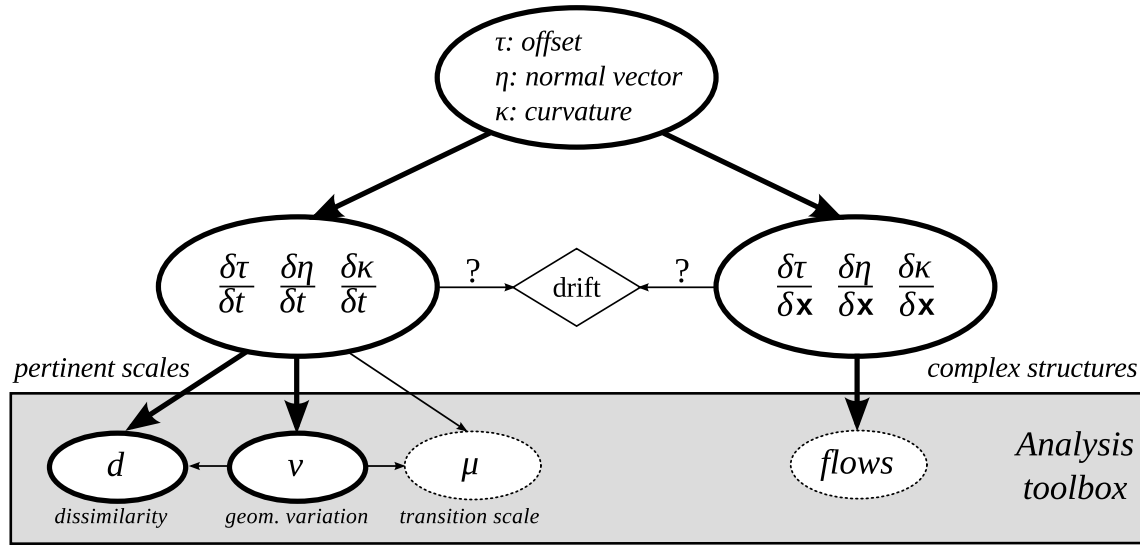 τ: offset
η: normal vector
κ: curvature
δτ/δt δη/δt δκ/δt
?
drift
?
δτ/δx δη/δx δκ/δx
pertinent scales
complex structures
d
ν
μ
flows
Analysis
toolbox
dissimilarity
geom. variation
transition scale